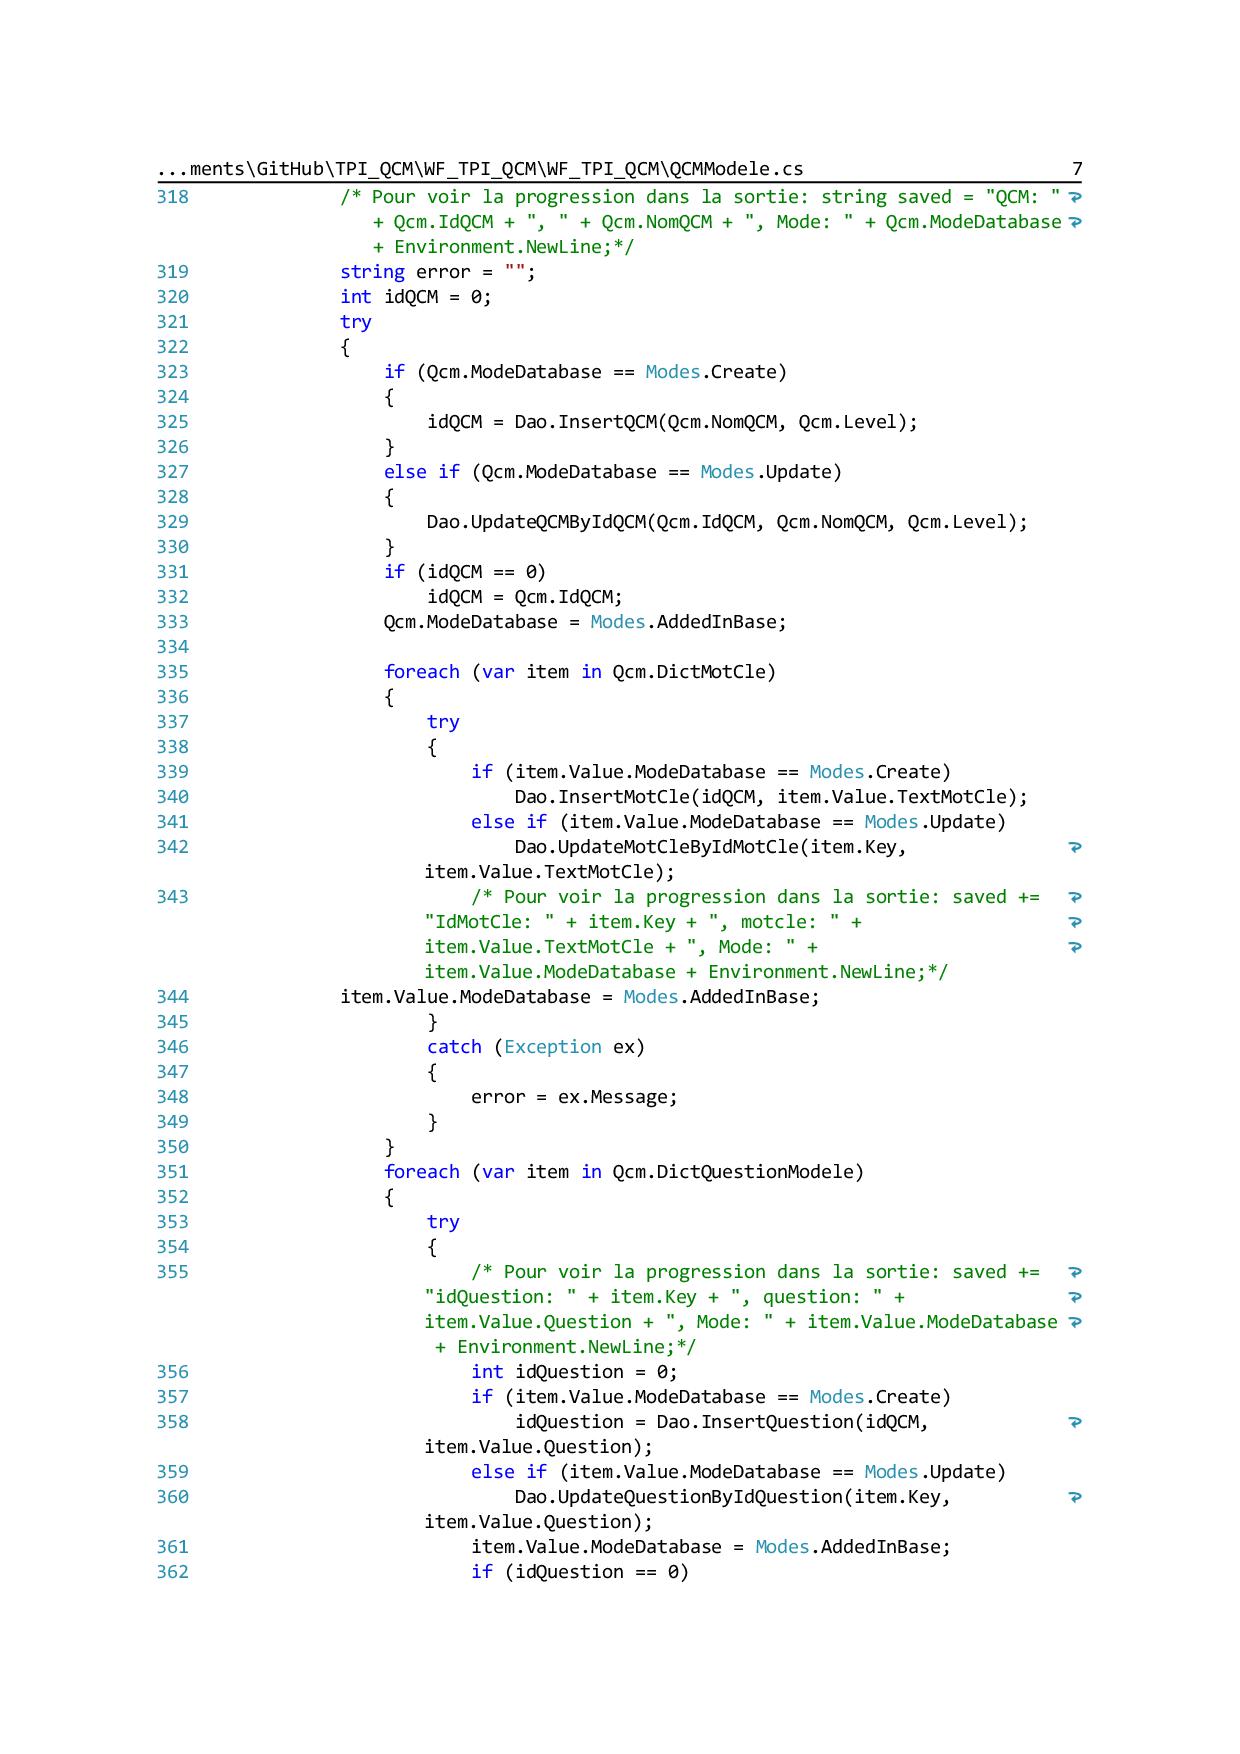 ...ments\GitHub\TPI_QCM\WF_TPI_QCM\WF_TPI_QCM\QCMModele.cs 7
318 /* Pour voir la progression dans la sortie: string saved = "QCM: "
+ Qcm.IdQCM + ", " + Qcm.NomQCM + ", Mode: " + Qcm.ModeDatabase
+ Environment.NewLine;*/
319 string error = "";
320 int idQCM = 0;
321 try
322 {
323 if (Qcm.ModeDatabase == Modes.Create)
324 {
325 idQCM = Dao.InsertQCM(Qcm.NomQCM, Qcm.Level);
326 }
327 else if (Qcm.ModeDatabase == Modes.Update)
328 {
329 Dao.UpdateQCMByIdQCM(Qcm.IdQCM, Qcm.NomQCM, Qcm.Level);
330 }
331 if (idQCM == 0)
332 idQCM = Qcm.IdQCM;
333 Qcm.ModeDatabase = Modes.AddedInBase;
334
335 foreach (var item in Qcm.DictMotCle)
336 {
337 try
338 {
339 if (item.Value.ModeDatabase == Modes.Create)
340 Dao.InsertMotCle(idQCM, item.Value.TextMotCle);
341 else if (item.Value.ModeDatabase == Modes.Update)
342 Dao.UpdateMotCleByIdMotCle(item.Key,
item.Value.TextMotCle);
343 /* Pour voir la progression dans la sortie: saved +=
"IdMotCle: " + item.Key + ", motcle: " +
item.Value.TextMotCle + ", Mode: " +
item.Value.ModeDatabase + Environment.NewLine;*/
344 item.Value.ModeDatabase = Modes.AddedInBase;
345 }
346 catch (Exception ex)
347 {
348 error = ex.Message;
349 }
350 }
351 foreach (var item in Qcm.DictQuestionModele)
352 {
353 try
354 {
355 /* Pour voir la progression dans la sortie: saved +=
"idQuestion: " + item.Key + ", question: " +
item.Value.Question + ", Mode: " + item.Value.ModeDatabase
+ Environment.NewLine;*/
356 int idQuestion = 0;
357 if (item.Value.ModeDatabase == Modes.Create)
358 idQuestion = Dao.InsertQuestion(idQCM,
item.Value.Question);
359 else if (item.Value.ModeDatabase == Modes.Update)
360 Dao.UpdateQuestionByIdQuestion(item.Key,
item.Value.Question);
361 item.Value.ModeDatabase = Modes.AddedInBase;
362 if (idQuestion == 0)